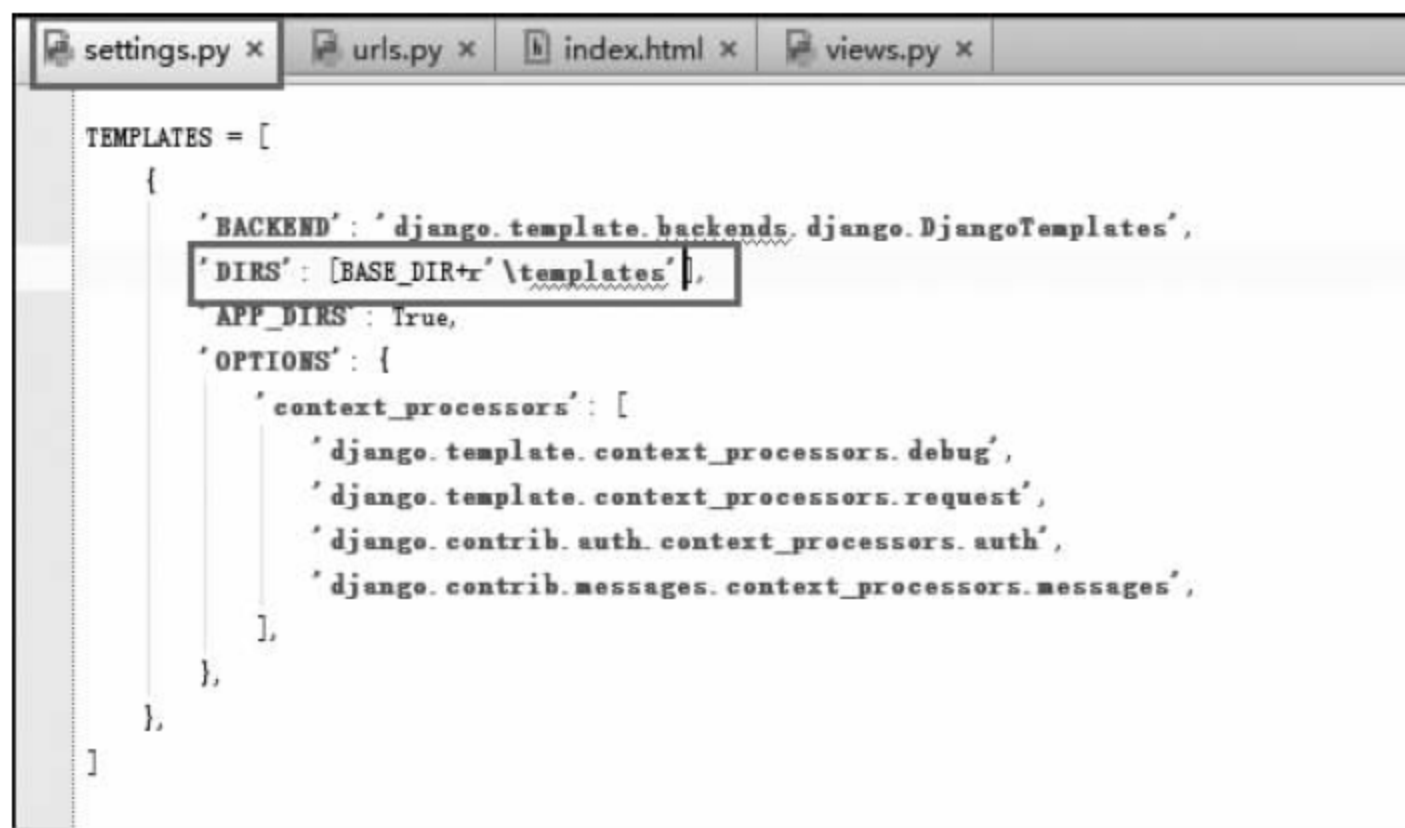 settings.py × urls.py × index.html × views.py ×
TEMPLATES = [
    {
        'BACKEND': 'django.template.backends.django.DjangoTemplates',
        'DIRS': [BASE_DIR+r'\templates'],
        'APP_DIRS': True,
        'OPTIONS': {
            'context_processors': [
                'django.template.context_processors.debug',
                'django.template.context_processors.request',
                'django.contrib.auth.context_processors.auth',
                'django.contrib.messages.context_processors.messages',
            ],
        },
    },
]